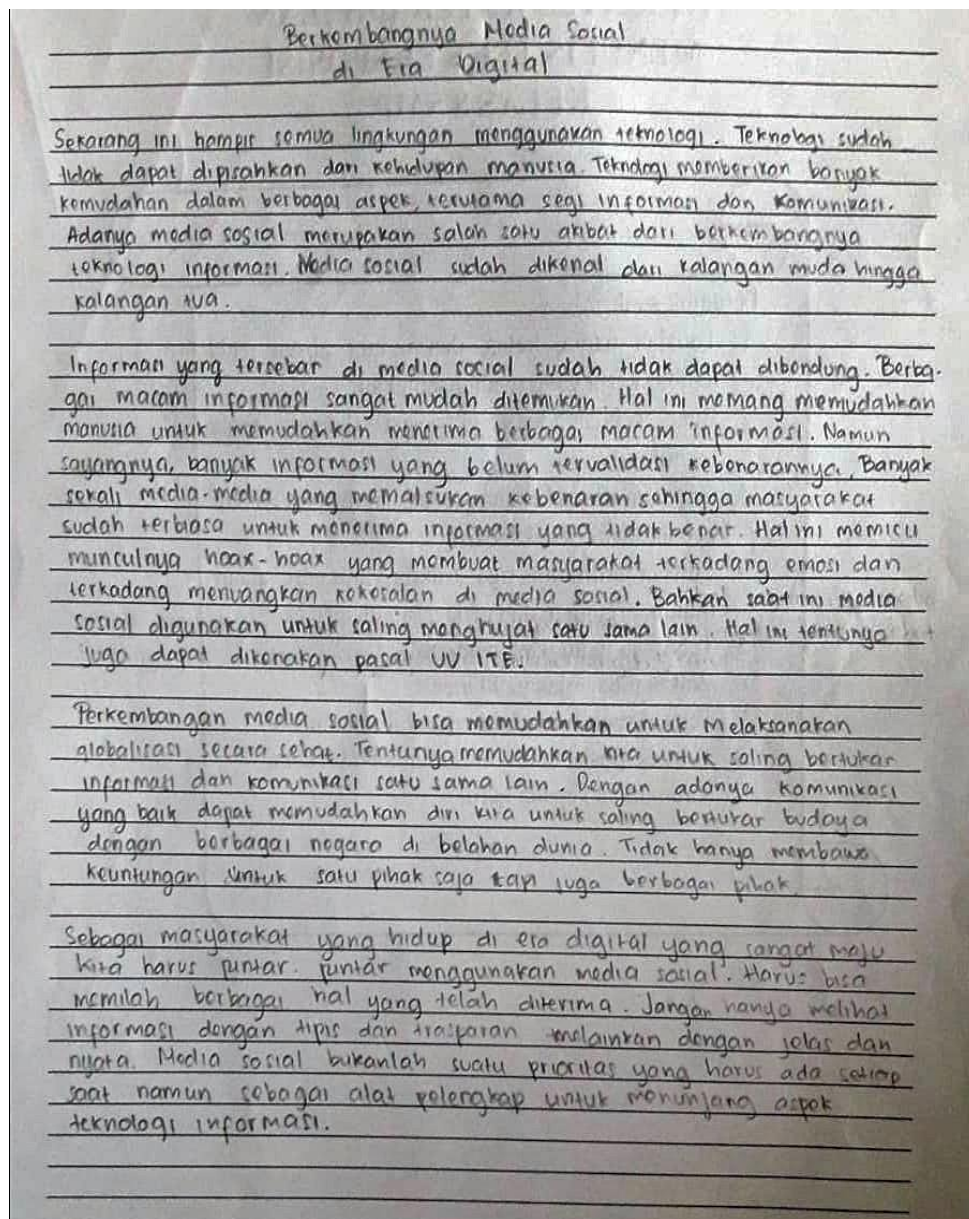 Berkembangnya Media Sosial
di Era Digital
Sekarang ini hampir semua lingkungan menggunakan teknologi. Teknologi sudah
tidak dapat dipisahkan dari kehidupan manusia. Teknologi memberikan banyak
kemudahan dalam berbagai aspek, terutama segi informasi dan komunikasi.
Adanya media sosial merupakan salah satu akibat dari berkembangnya
teknologi informasi. Media sosial sudah dikenal dari kalangan muda hingga
kalangan tua.
Informasi yang tersebar di media social sudah tidak dapat dibendung. Berba-
gai macam informasi sangat mudah ditemukan. Hal ini memang memudahkan
manusia untuk memudahkan menerima berbagai macam informasi. Namun
sayangnya, banyak informasi yang belum tervalidasi kebenarannya. Banyak
sekali media-media yang memalsukan kebenaran sehingga masyarakat
sudah terbiasa untuk menerima informasi yang tidak benar. Hal ini memicu
munculnya hoax-hoax yang membuat masyarakat terkadang emosi dan
terkadang menuangkan kekesalan di media sosial. Bahkan saat ini media
sosial digunakan untuk saling menghujat satu sama lain. Hal ini tentunya
juga dapat dikenakan pasal UU ITE.
Perkembangan media sosial bisa memudahkan untuk melaksanakan
globalisasi secara sehat. Tentunya memudahkan kita untuk saling bertukar
informasi dan komunikasi satu sama lain. Dengan adanya komunikasi
yang baik dapat memudahkan diri kita untuk saling bertukar budaya
dengan berbagai negara di belahan dunia. Tidak hanya membawa
keuntungan untuk satu pihak saja tapi juga berbagai pihak.
Sebagai masyarakat yang hidup di era digital yang sangat maju
kita harus pintar. pintar menggunakan media sosial. Harus bisa
memilah berbagai hal yang telah diterima. Jangan hanya melihat
informasi dengan tipis dan trasparan melainkan dengan jelas dan
nyata. Media sosial bukanlah suatu prioritas yang harus ada setiap
saat namun sebagai alat pelengkap untuk menunjang aspek
teknologi informasi.